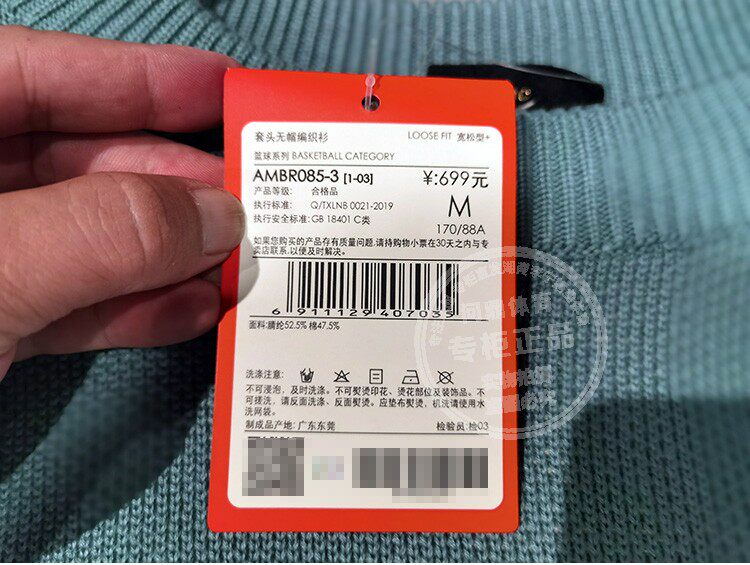 套头无帽编织衫
LOOSE FIT 宽松型+
篮球系列 BASKETBALL CATEGORY
AMBR085-3 [1-03]
¥:699元
产品等级: 合格品
M
执行标准: Q/TXLNB 0021-2019
执行安全标准: GB 18401 C类
170/88A
如果您购买的产品存有质量问题,请持购物小票在30天之内与专
卖店联系,以便及时解决。
6 911129 407035
面料:腈纶52.5% 棉47.5%
洗涤注意:
不可浸泡，及时洗涤。不可熨烫印花、烫花部位及装饰品。不
可搓洗，请反面洗涤、反面熨烫。应垫布熨烫，机洗请使用水
洗网袋。
制成品产地: 广东东莞
检验员: 检03
专柜正品